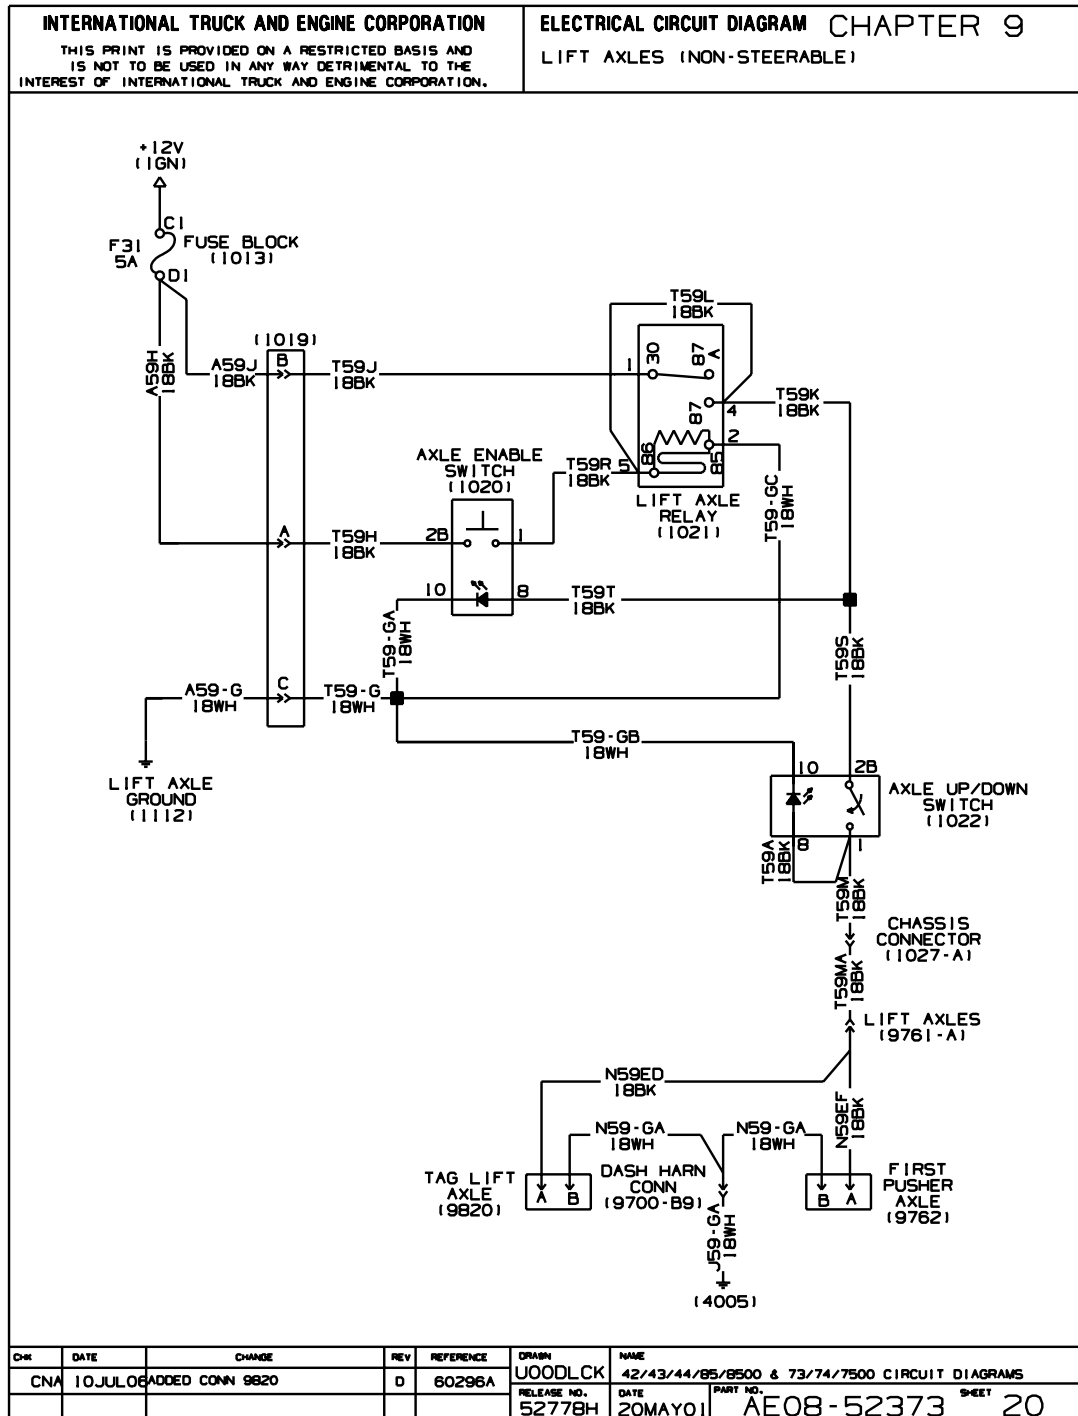 INTERNATIONAL TRUCK AND ENGINE CORPORATION
THIS PRINT IS PROVIDED ON A RESTRICTED BASIS AND
IS NOT TO BE USED IN ANY WAY DETRIMENTAL TO THE
INTEREST OF INTERNATIONAL TRUCK AND ENGINE CORPORATION.
ELECTRICAL CIRCUIT DIAGRAM CHAPTER 9
LIFT AXLES (NON-STEERABLE)
+12V
(IGN)
C1
F31
5A
FUSE BLOCK
(1013)
D1
T59L
18BK
(1019)
A59H
18BK
A59J
18BK
B
T59J
18BK
1
30
87
A
87
4
T59K
18BK
86
85
2
5
T59R
18BK
LIFT AXLE
RELAY
(1021)
T59-GC
18WH
AXLE ENABLE
SWITCH
(1020)
A
T59H
18BK
2B
1
10
8
T59T
18BK
T59-GA
18WH
T59S
18BK
A59-G
18WH
C
T59-G
18WH
T59-GB
18WH
LIFT AXLE
GROUND
(1112)
10
2B
AXLE UP/DOWN
SWITCH
(1022)
8
1
T59A
18BK
T59M
18BK
CHASSIS
CONNECTOR
(1027-A)
T59MA
18BK
LIFT AXLES
(9761-A)
N59ED
18BK
N59EF
18BK
N59-GA
18WH
N59-GA
18WH
TAG LIFT
AXLE
(9820)
A B
DASH HARN
CONN
(9700-B9)
B A
FIRST
PUSHER
AXLE
(9762)
J59-GA
18WH
(4005)
CHK DATE CHANGE REV REFERENCE
CNA 10JUL06 ADDED CONN 9820 D 60296A
DRAWN
U00DLCK
NAME
42/43/44/85/8500 & 73/74/7500 CIRCUIT DIAGRAMS
RELEASE NO.
52778H
DATE
20MAY01
PART NO.
AE08-52373
SHEET
20